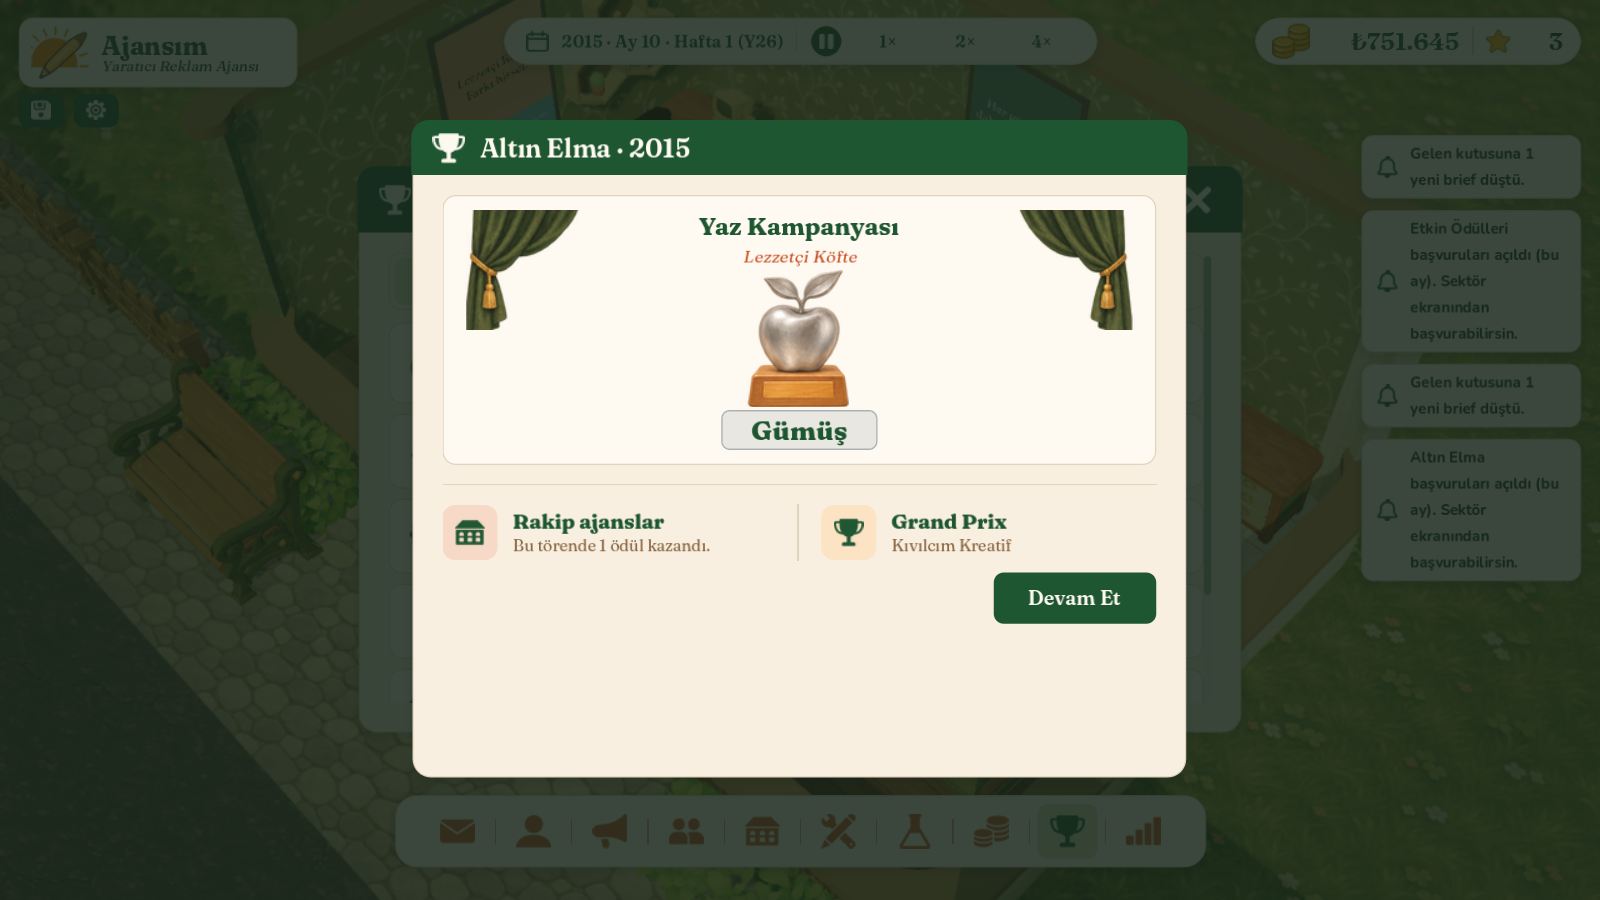 Ajansım
Yaratıcı Reklam Ajansı
2015 · Ay 10 · Hafta 1 (Y26)
1×
2×
4×
₺751.645
3
Altın Elma · 2015
Yaz Kampanyası
Lezzetçi Köfte
Gümüş
Rakip ajanslar
Bu törende 1 ödül kazandı.
Grand Prix
Kıvılcım Kreatif
Devam Et
Gelen kutusuna 1
yeni brief düştü.
Etkin Ödülleri
başvuruları açıldı (bu
ay). Sektör
ekranından
başvurabilirsin.
Gelen kutusuna 1
yeni brief düştü.
Altın Elma
başvuruları açıldı (bu
ay). Sektör
ekranından
başvurabilirsin.